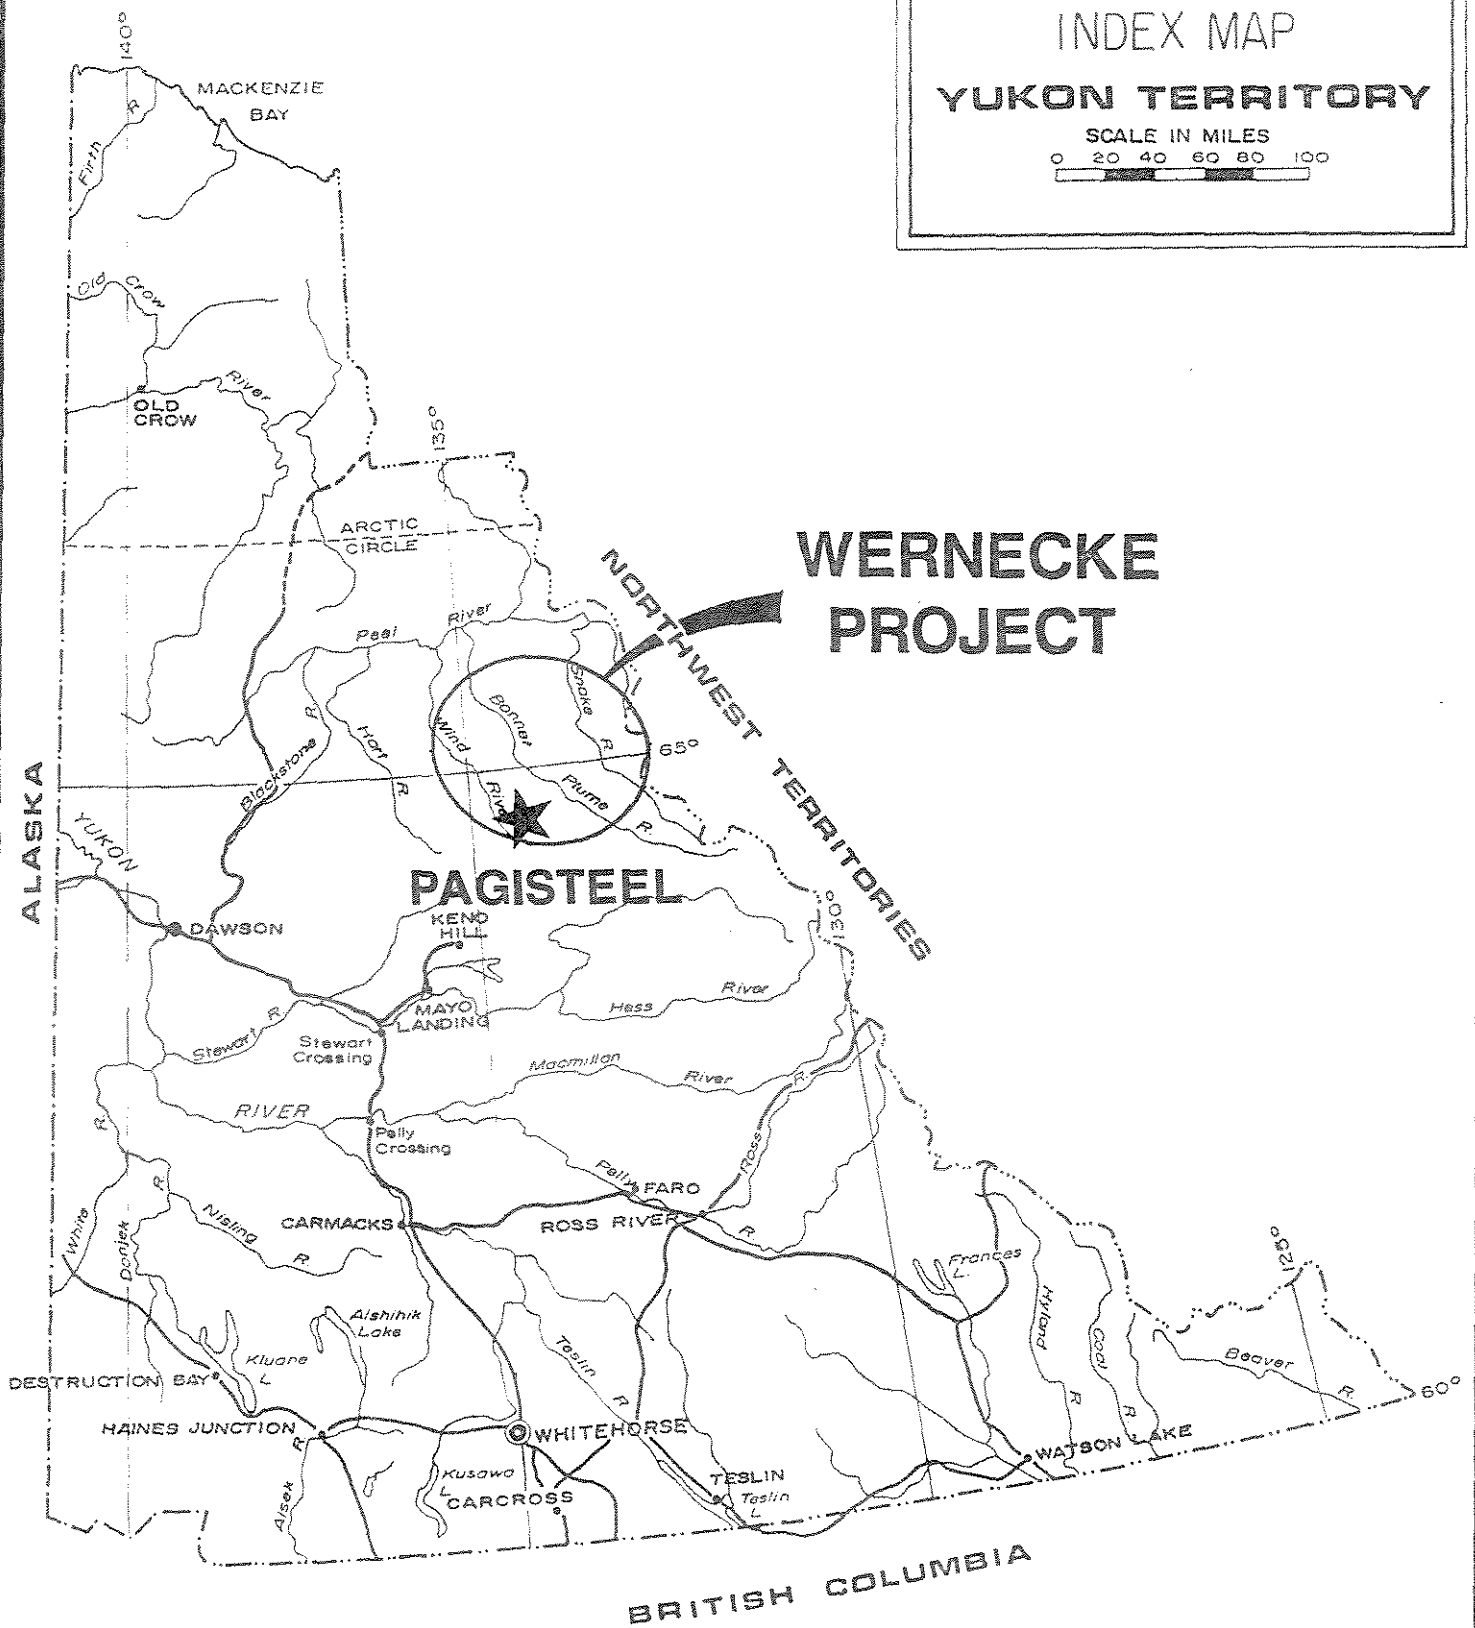 INDEX MAP
YUKON TERRITORY
SCALE IN MILES
0 20 40 60 80 100
140°
MACKENZIE
BAY
Firth
R.
Old Crow
River
OLD
CROW
135°
ARCTIC
CIRCLE
WERNECKE
PROJECT
NORTHWEST TERRITORIES
Peel River
Snake
R.
Bonnet
Plume
R.
Wind
River
65°
Hart
R.
Blackstone
R.
ALASKA
YUKON
PAGISTEEL
KENO
HILL
DAWSON
130°
MAYO
LANDING
Hess River
Stewart R.
Stewart
Crossing
Macmillan River
R.
RIVER
R.
Pelly
Crossing
Ross
Pelly
FARO
R.
White
Donjek
R.
Nisling
R.
CARMACKS
ROSS RIVER
R.
Frances
L.
125°
Hyland
R
Coal
R.
Beaver
R.
60°
Aishihik
Lake
Kluane
L
Teslin
R
DESTRUCTION BAY
HAINES JUNCTION
WHITEHORSE
WATSON LAKE
Alsek
R.
Kusawa
L
CARCROSS
TESLIN
Teslin
L
BRITISH COLUMBIA